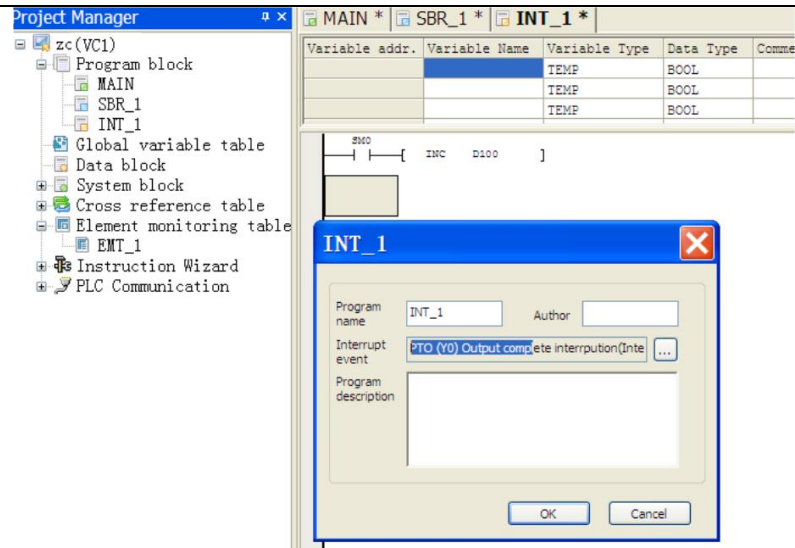 Project Manager
zc(VC1)
Program block
MAIN
SBR_1
INT_1
Global variable table
Data block
System block
Cross reference table
Element monitoring table
EMT_1
Instruction Wizard
PLC Communication
MAIN * SBR_1 * INT_1 *
Variable addr. Variable Name Variable Type Data Type Comme
TEMP BOOL
TEMP BOOL
TEMP BOOL
SM0
[ INC D100 ]
INT_1
Program name INT_1 Author
Interrupt event PTO (Y0) Output complete interrpution(Inte ...
Program description
OK Cancel